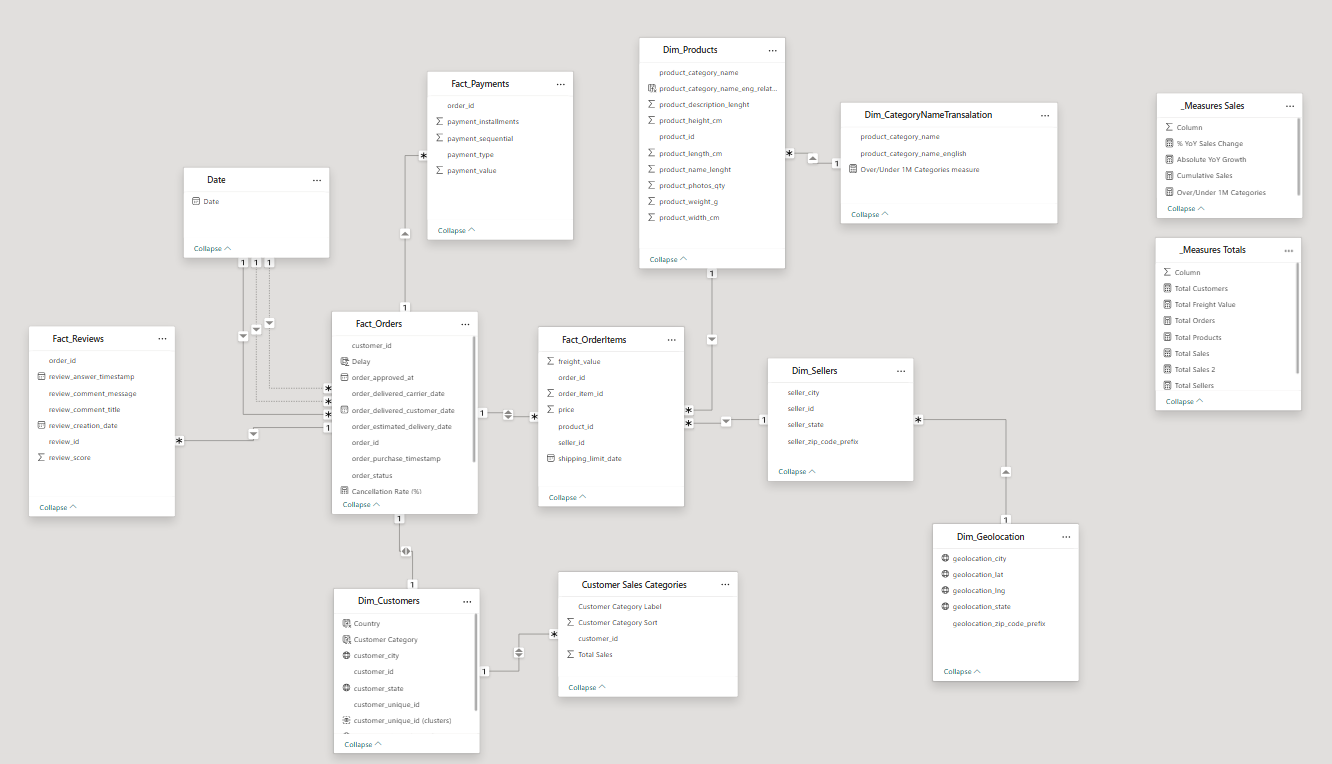 Dim_Products
product_category_name
product_category_name_eng_relat...
product_description_lenght
product_height_cm
product_id
product_length_cm
product_name_lenght
product_photos_qty
product_weight_g
product_width_cm
Collapse
Fact_Payments
order_id
payment_installments
payment_sequential
payment_type
payment_value
Collapse
Dim_CategoryNameTransalation
product_category_name
product_category_name_english
Over/Under 1M Categories measure
Collapse
_Measures Sales
Column
% YoY Sales Change
Absolute YoY Growth
Cumulative Sales
Over/Under 1M Categories
Collapse
Date
Date
Collapse
_Measures Totals
Column
Total Customers
Total Freight Value
Total Orders
Total Products
Total Sales
Total Sales 2
Total Sellers
Collapse
Fact_Reviews
order_id
review_answer_timestamp
review_comment_message
review_comment_title
review_creation_date
review_id
review_score
Collapse
Fact_Orders
customer_id
Delay
order_approved_at
order_delivered_carrier_date
order_delivered_customer_date
order_estimated_delivery_date
order_id
order_purchase_timestamp
order_status
Cancellation Rate (%)
Collapse
Fact_OrderItems
freight_value
order_id
order_item_id
price
product_id
seller_id
shipping_limit_date
Collapse
Dim_Sellers
seller_city
seller_id
seller_state
seller_zip_code_prefix
Collapse
Dim_Geolocation
geolocation_city
geolocation_lat
geolocation_lng
geolocation_state
geolocation_zip_code_prefix
Collapse
Dim_Customers
Country
Customer Category
customer_city
customer_id
customer_state
customer_unique_id
customer_unique_id (clusters)
Collapse
Customer Sales Categories
Customer Category Label
Customer Category Sort
customer_id
Total Sales
Collapse
1
*
1
*
1
1
1
1
*
*
*
1
*
1
*
1
*
*
1
*
1
1
1
1
*